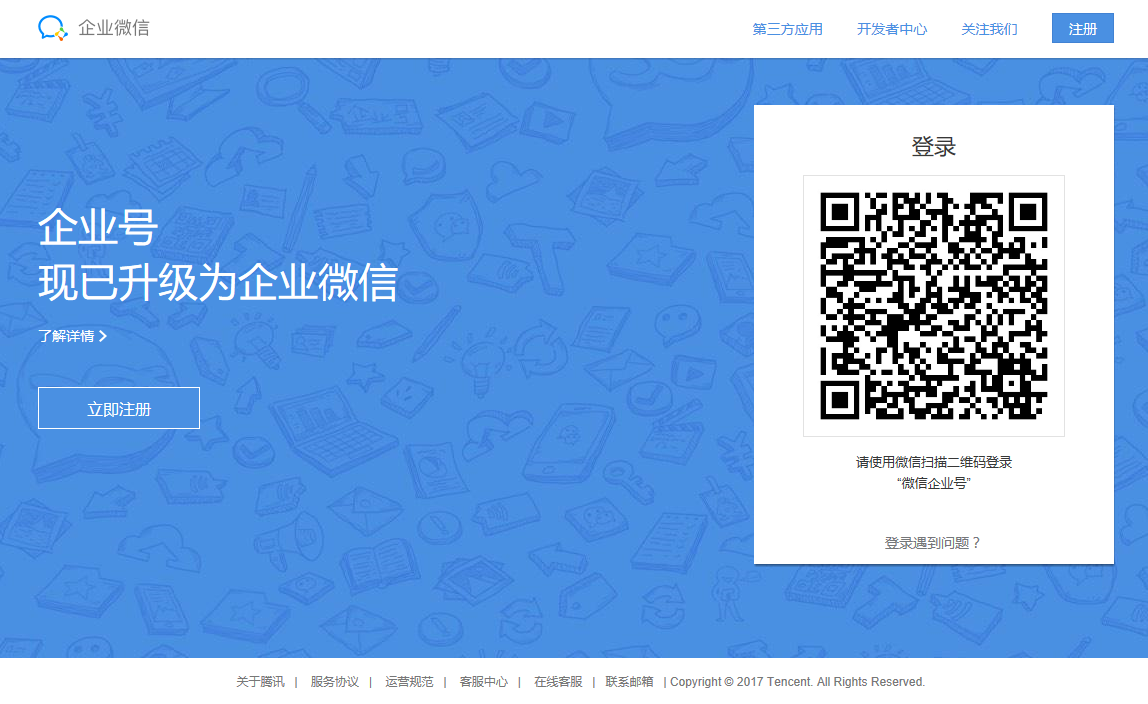 企业微信
第三方应用 开发者中心 关注我们 注册
企业号
现已升级为企业微信
了解详情
立即注册
登录
请使用微信扫描二维码登录
“微信企业号”
登录遇到问题？
关于腾讯 | 服务协议 | 运营规范 | 客服中心 | 在线客服 | 联系邮箱 | Copyright © 2017 Tencent. All Rights Reserved.